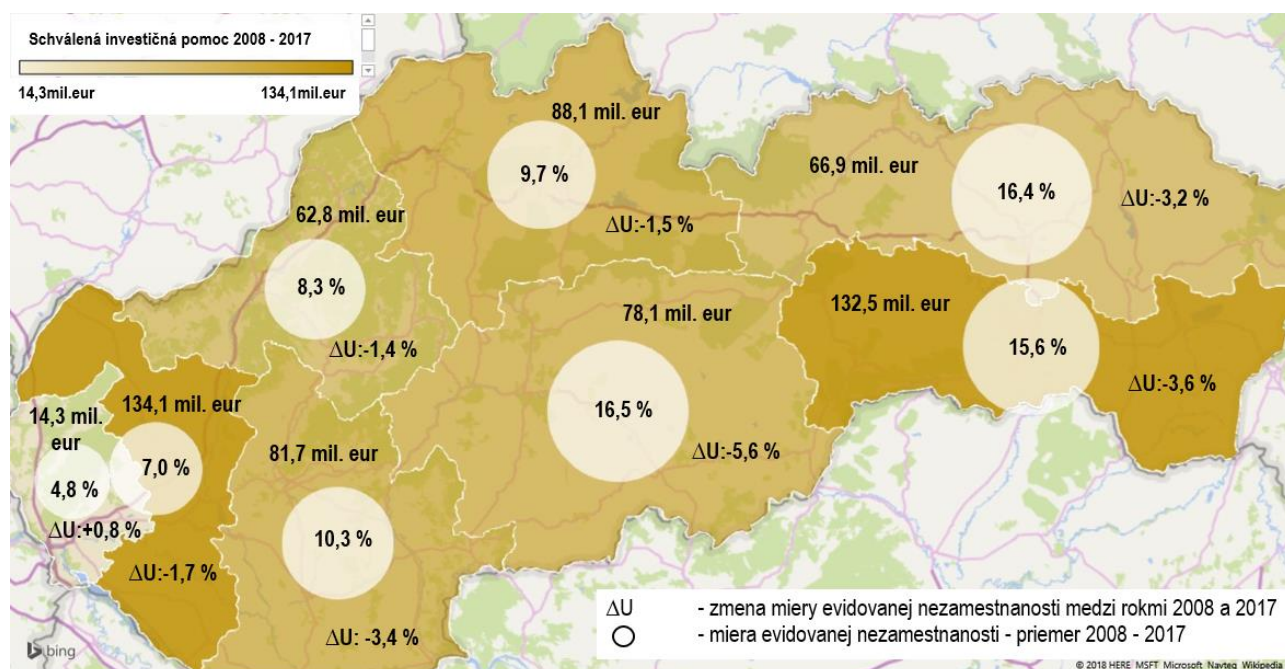 Schválená investičná pomoc 2008 - 2017
14,3mil.eur
134,1mil.eur
88,1 mil. eur
9,7 %
ΔU:-1,5 %
66,9 mil. eur
16,4 %
ΔU:-3,2 %
62,8 mil. eur
8,3 %
ΔU:-1,4 %
78,1 mil. eur
16,5 %
ΔU:-5,6 %
132,5 mil. eur
15,6 %
ΔU:-3,6 %
14,3 mil.
eur
4,8 %
ΔU:+0,8 %
134,1 mil. eur
7,0 %
ΔU:-1,7 %
81,7 mil. eur
10,3 %
ΔU: -3,4 %
ΔU - zmena miery evidovanej nezamestnanosti medzi rokmi 2008 a 2017
- miera evidovanej nezamestnanosti - priemer 2008 - 2017
bing
© 2018 HERE MSFT Microsoft Navteq Wikipedia